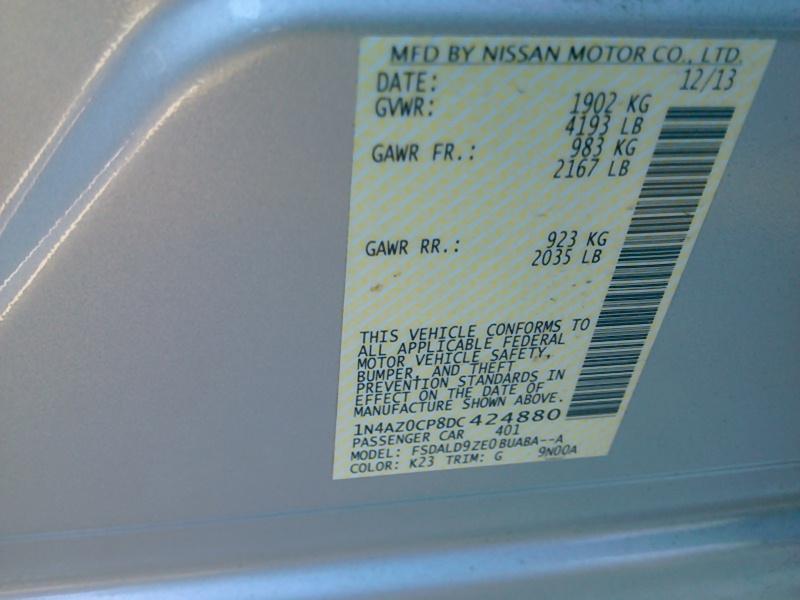 MFD BY NISSAN MOTOR CO., LTD.
DATE: 12/13
GVWR: 1902 KG
4193 LB
GAWR FR.: 983 KG
2167 LB
GAWR RR.: 923 KG
2035 LB
THIS VEHICLE CONFORMS TO
ALL APPLICABLE FEDERAL
MOTOR VEHICLE SAFETY,
BUMPER, AND THEFT
PREVENTION STANDARDS IN
EFFECT ON THE DATE OF
MANUFACTURE SHOWN ABOVE.
1N4AZ0CP8DC424880
PASSENGER CAR 401
MODEL: FSDALD9ZE0BUABA--A
COLOR: K23 TRIM: G 9N00A